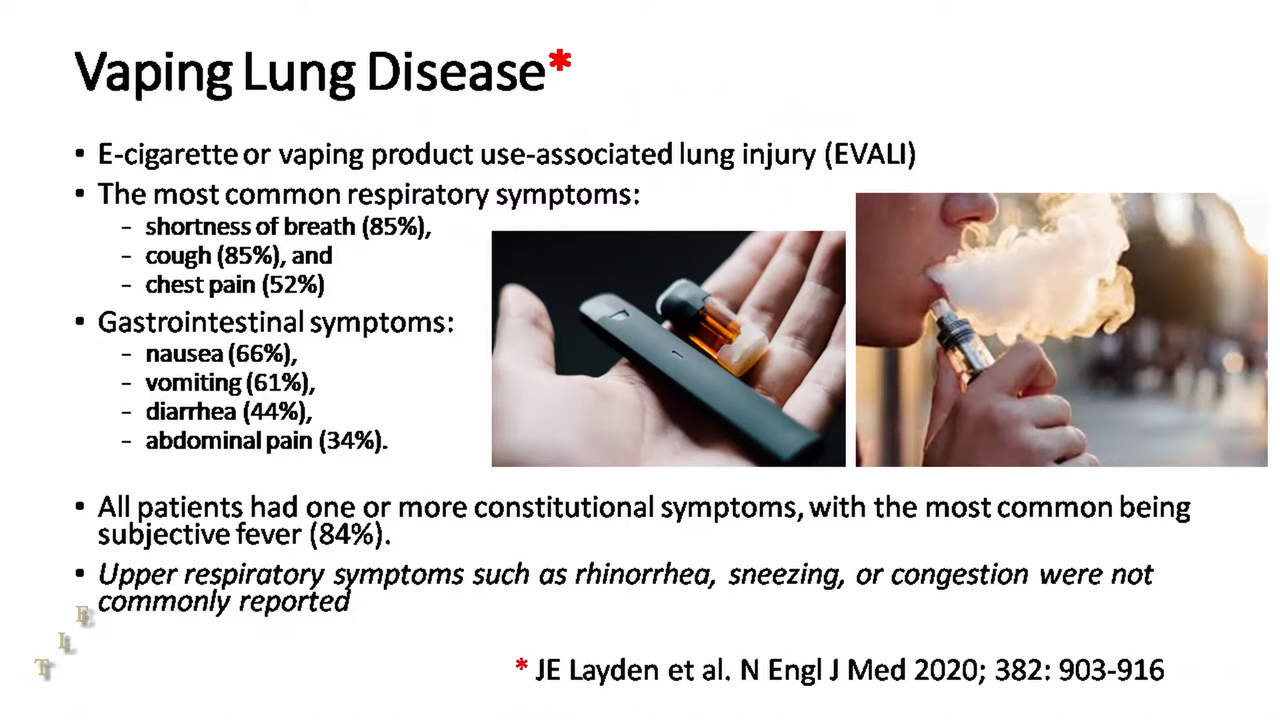 Vaping Lung Disease*
▪ E-cigarette or vaping product use-associated lung injury (EVALI)
▪ The most common respiratory symptoms:
– shortness of breath (85%),
– cough (85%), and
– chest pain (52%)
▪ Gastrointestinal symptoms:
– nausea (66%),
– vomiting (61%),
– diarrhea (44%),
– abdominal pain (34%).
▪ All patients had one or more constitutional symptoms, with the most common being
subjective fever (84%).
▪ Upper respiratory symptoms such as rhinorrhea, sneezing, or congestion were not
commonly reported
E
L
T
* JE Layden et al. N Engl J Med 2020; 382: 903-916